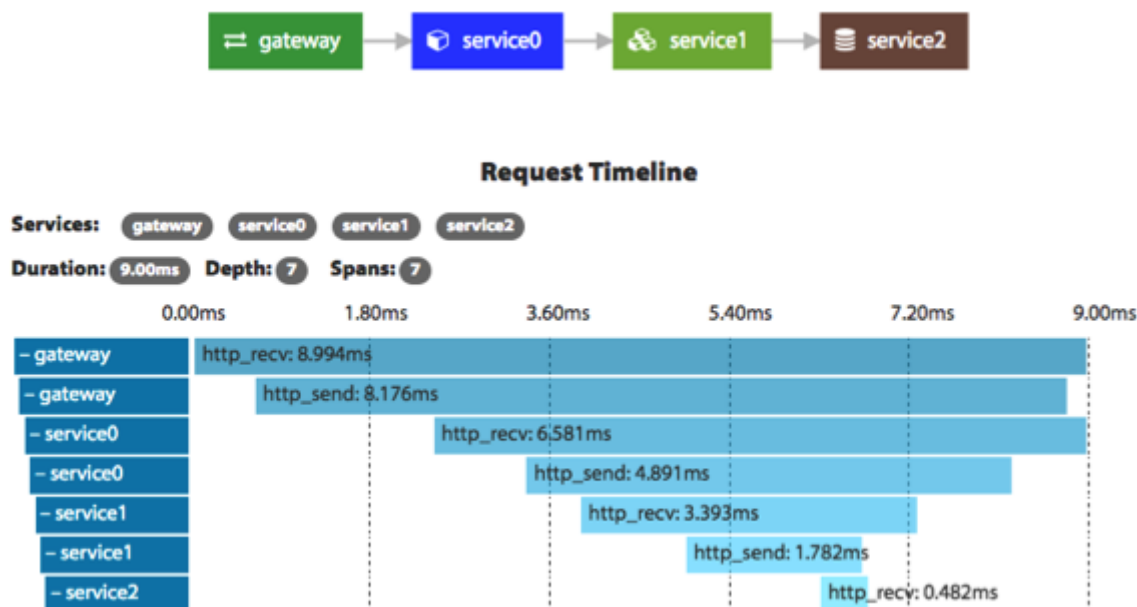 gateway service0 service1 service2
Request Timeline
Services: gateway service0 service1 service2
Duration: 9.00ms Depth: 7 Spans: 7
0.00ms 1.80ms 3.60ms 5.40ms 7.20ms 9.00ms
– gateway http_recv: 8.994ms
– gateway http_send: 8.176ms
– service0 http_recv: 6.581ms
– service0 http_send: 4.891ms
– service1 http_recv: 3.393ms
– service1 http_send: 1.782ms
– service2 http_recv: 0.482ms